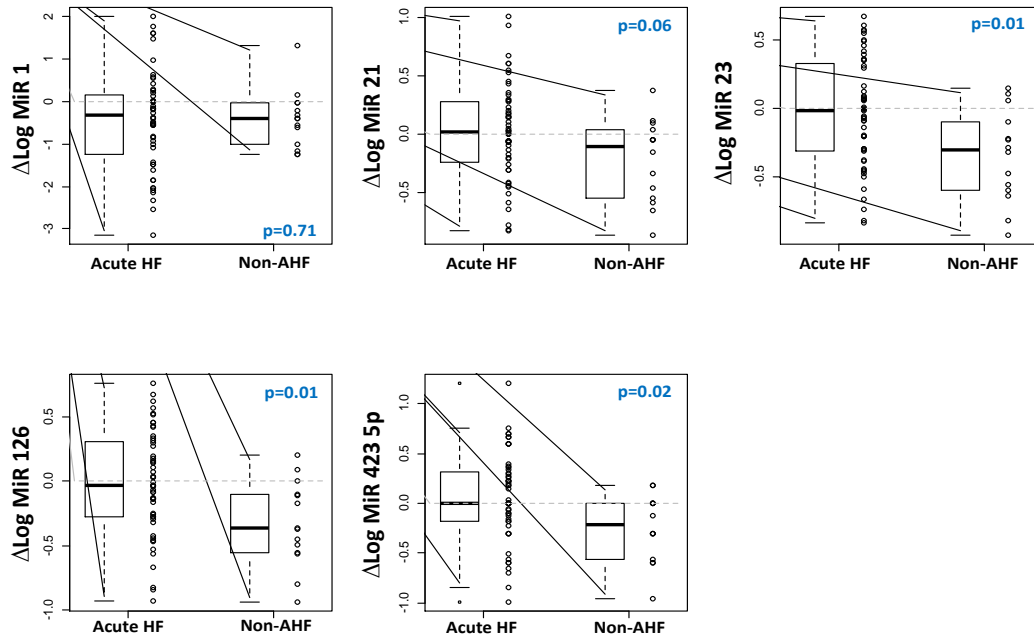 ΔLog MiR 1
2
1
0
1
2
3
p=0.71
Acute HF
Non-AHF
ΔLog MiR 21
1.0
0.5
0.0
-0.5
p=0.06
Acute HF
Non-AHF
ΔLog MiR 23
0.5
0.0
-0.5
p=0.01
Acute HF
Non-AHF
ΔLog MiR 126
0.5
0.0
-0.5
-1.0
p=0.01
Acute HF
Non-AHF
ΔLog MiR 423 5p
1.0
0.5
0.0
-0.5
-1.0
p=0.02
Acute HF
Non-AHF